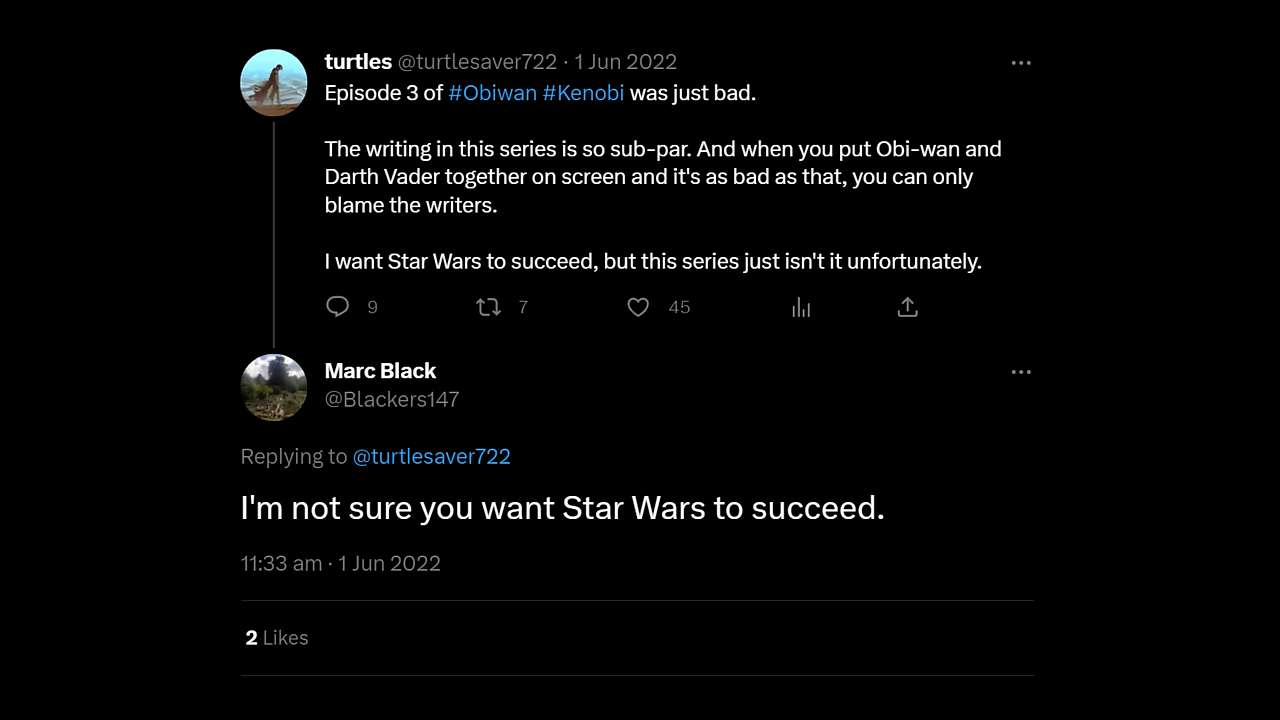 turtles @turtlesaver722 · 1 Jun 2022
Episode 3 of #Obiwan #Kenobi was just bad.
The writing in this series is so sub-par. And when you put Obi-wan and
Darth Vader together on screen and it's as bad as that, you can only
blame the writers.
I want Star Wars to succeed, but this series just isn't it unfortunately.
9 7 45
Marc Black
@Blackers147
Replying to @turtlesaver722
I'm not sure you want Star Wars to succeed.
11:33 am · 1 Jun 2022
2 Likes